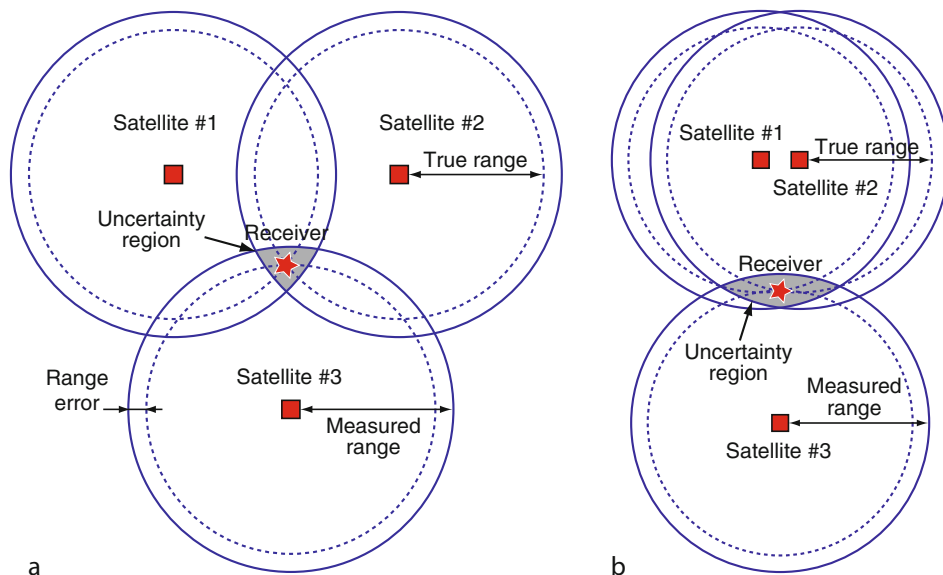 Satellite #1
Satellite #2
True range
Uncertainty
region
Receiver
Satellite #3
Range
error
Measured
range
a
Satellite #1
True range
Satellite #2
Receiver
Uncertainty
region
Measured
range
Satellite #3
b